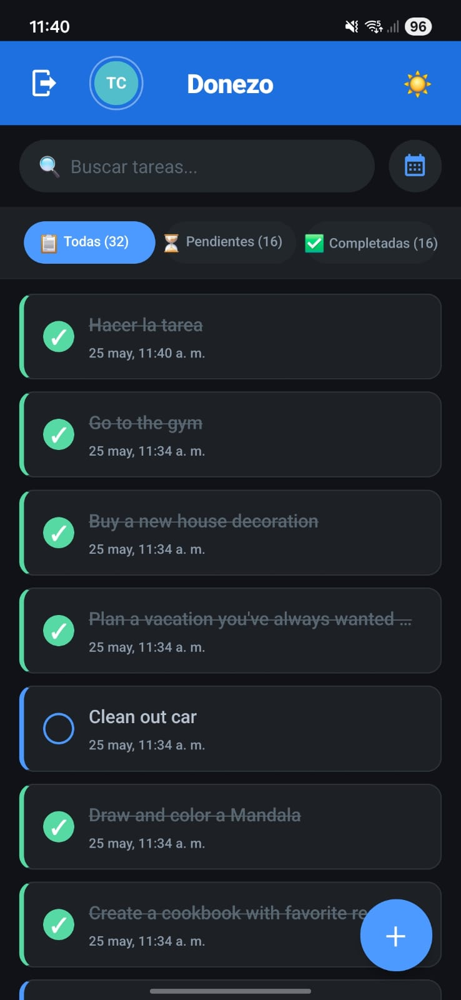 11:40
5
96
TC
Donezo
Buscar tareas...
Todas (32)
Pendientes (16)
Completadas (16)
Hacer la tarea
25 may, 11:40 a. m.
Go to the gym
25 may, 11:34 a. m.
Buy a new house decoration
25 may, 11:34 a. m.
Plan a vacation you've always wanted ...
25 may, 11:34 a. m.
Clean out car
25 may, 11:34 a. m.
Draw and color a Mandala
25 may, 11:34 a. m.
Create a cookbook with favorite re
25 may, 11:34 a. m.
+